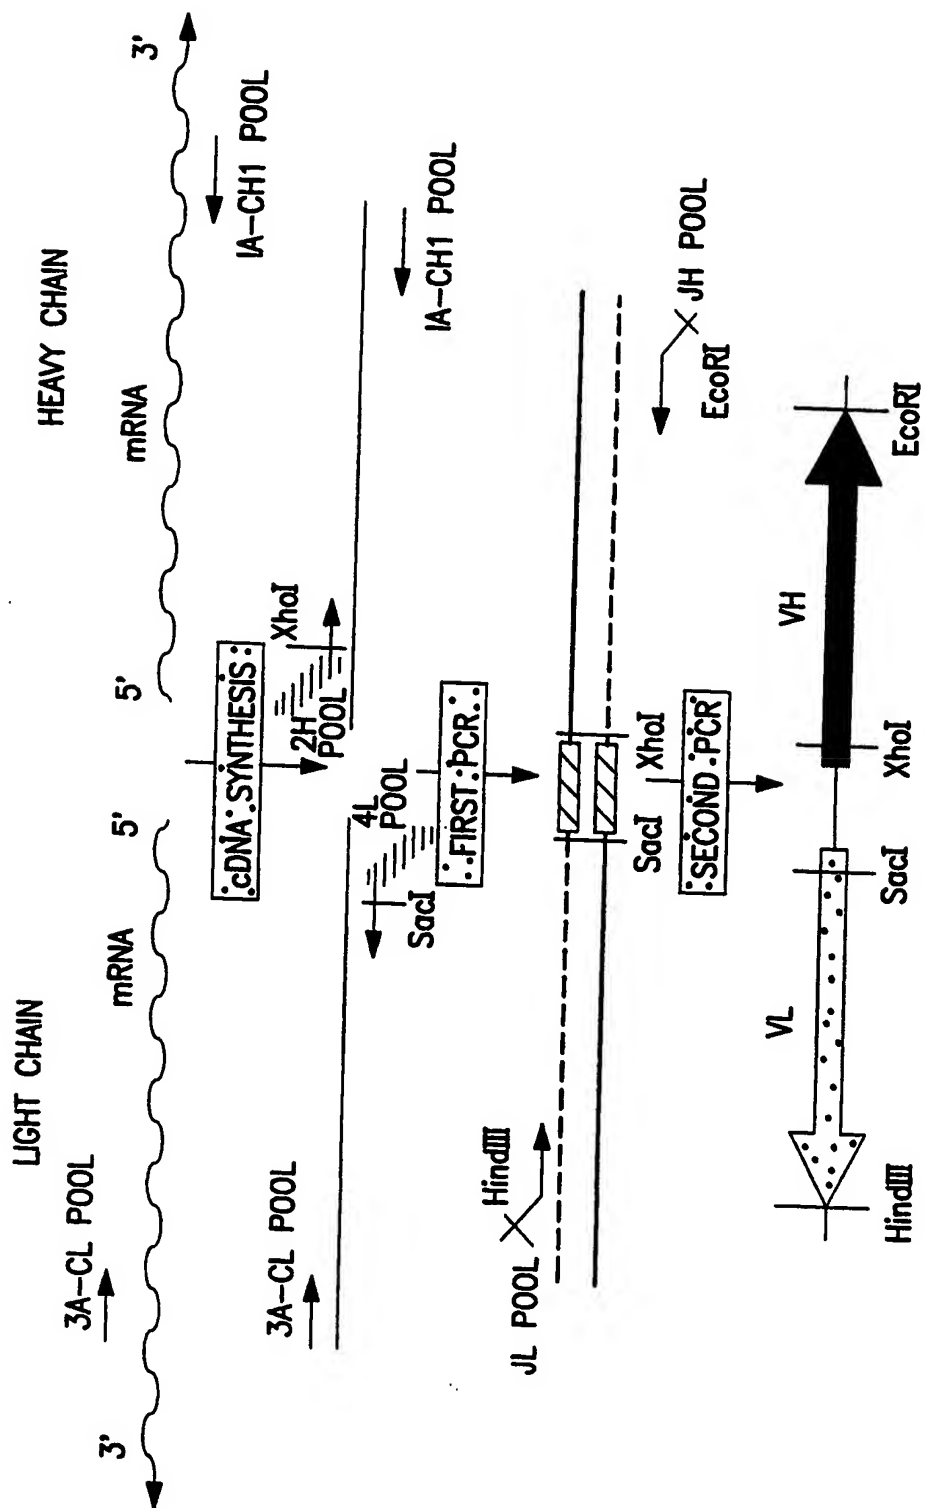 LIGHT CHAIN
HEAVY CHAIN
3A-CL POOL
3'
mRNA
5'
5'
mRNA
3'
IA-CH1 POOL
cDNA SYNTHESIS
3A-CL POOL
SacI
4L
POOL
2H
POOL
XhoI
IA-CH1 POOL
FIRST PCR
JL POOL
HindIII
SacI
XhoI
EcoRI
JH POOL
SECOND PCR
VL
VH
HindIII
SacI
XhoI
EcoRI